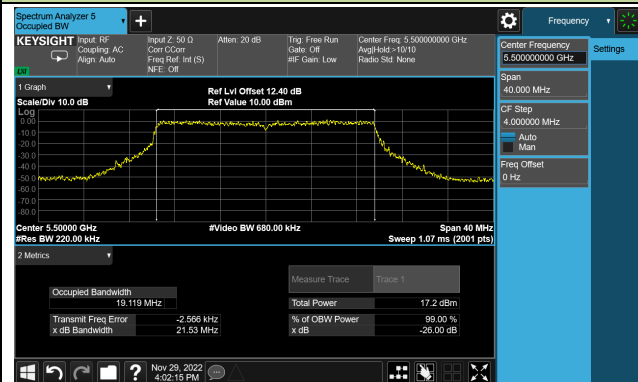 Spectrum Analyzer 5
Occupied BW
Frequency
KEYSIGHT
Input: RF
Coupling: AC
Align: Auto
Input Z: 50 Ω
Corr CCorr
Freq Ref: Int (S)
NFE: Off
Atten: 20 dB
Trig: Free Run
Gate: Off
#IF Gain: Low
Center Freq: 5.500000000 GHz
Avg|Hold:>10/10
Radio Std: None
LXI
Center Frequency
5.500000000 GHz
Settings
Span
40.000 MHz
CF Step
4.000000 MHz
Auto
Man
Freq Offset
0 Hz
1 Graph
Scale/Div 10.0 dB
Ref Lvl Offset 12.40 dB
Ref Value 10.00 dBm
Log
0.00
-10.0
-20.0
-30.0
-40.0
-50.0
-60.0
-70.0
-80.0
Center 5.50000 GHz
#Res BW 220.00 kHz
#Video BW 680.00 kHz
Span 40 MHz
Sweep 1.07 ms (2001 pts)
2 Metrics
Measure Trace
Trace 1
Occupied Bandwidth
19.119 MHz
Total Power
17.2 dBm
Transmit Freq Error
-2.566 kHz
% of OBW Power
99.00 %
x dB Bandwidth
21.53 MHz
x dB
-26.00 dB
Nov 29, 2022
4:02:15 PM